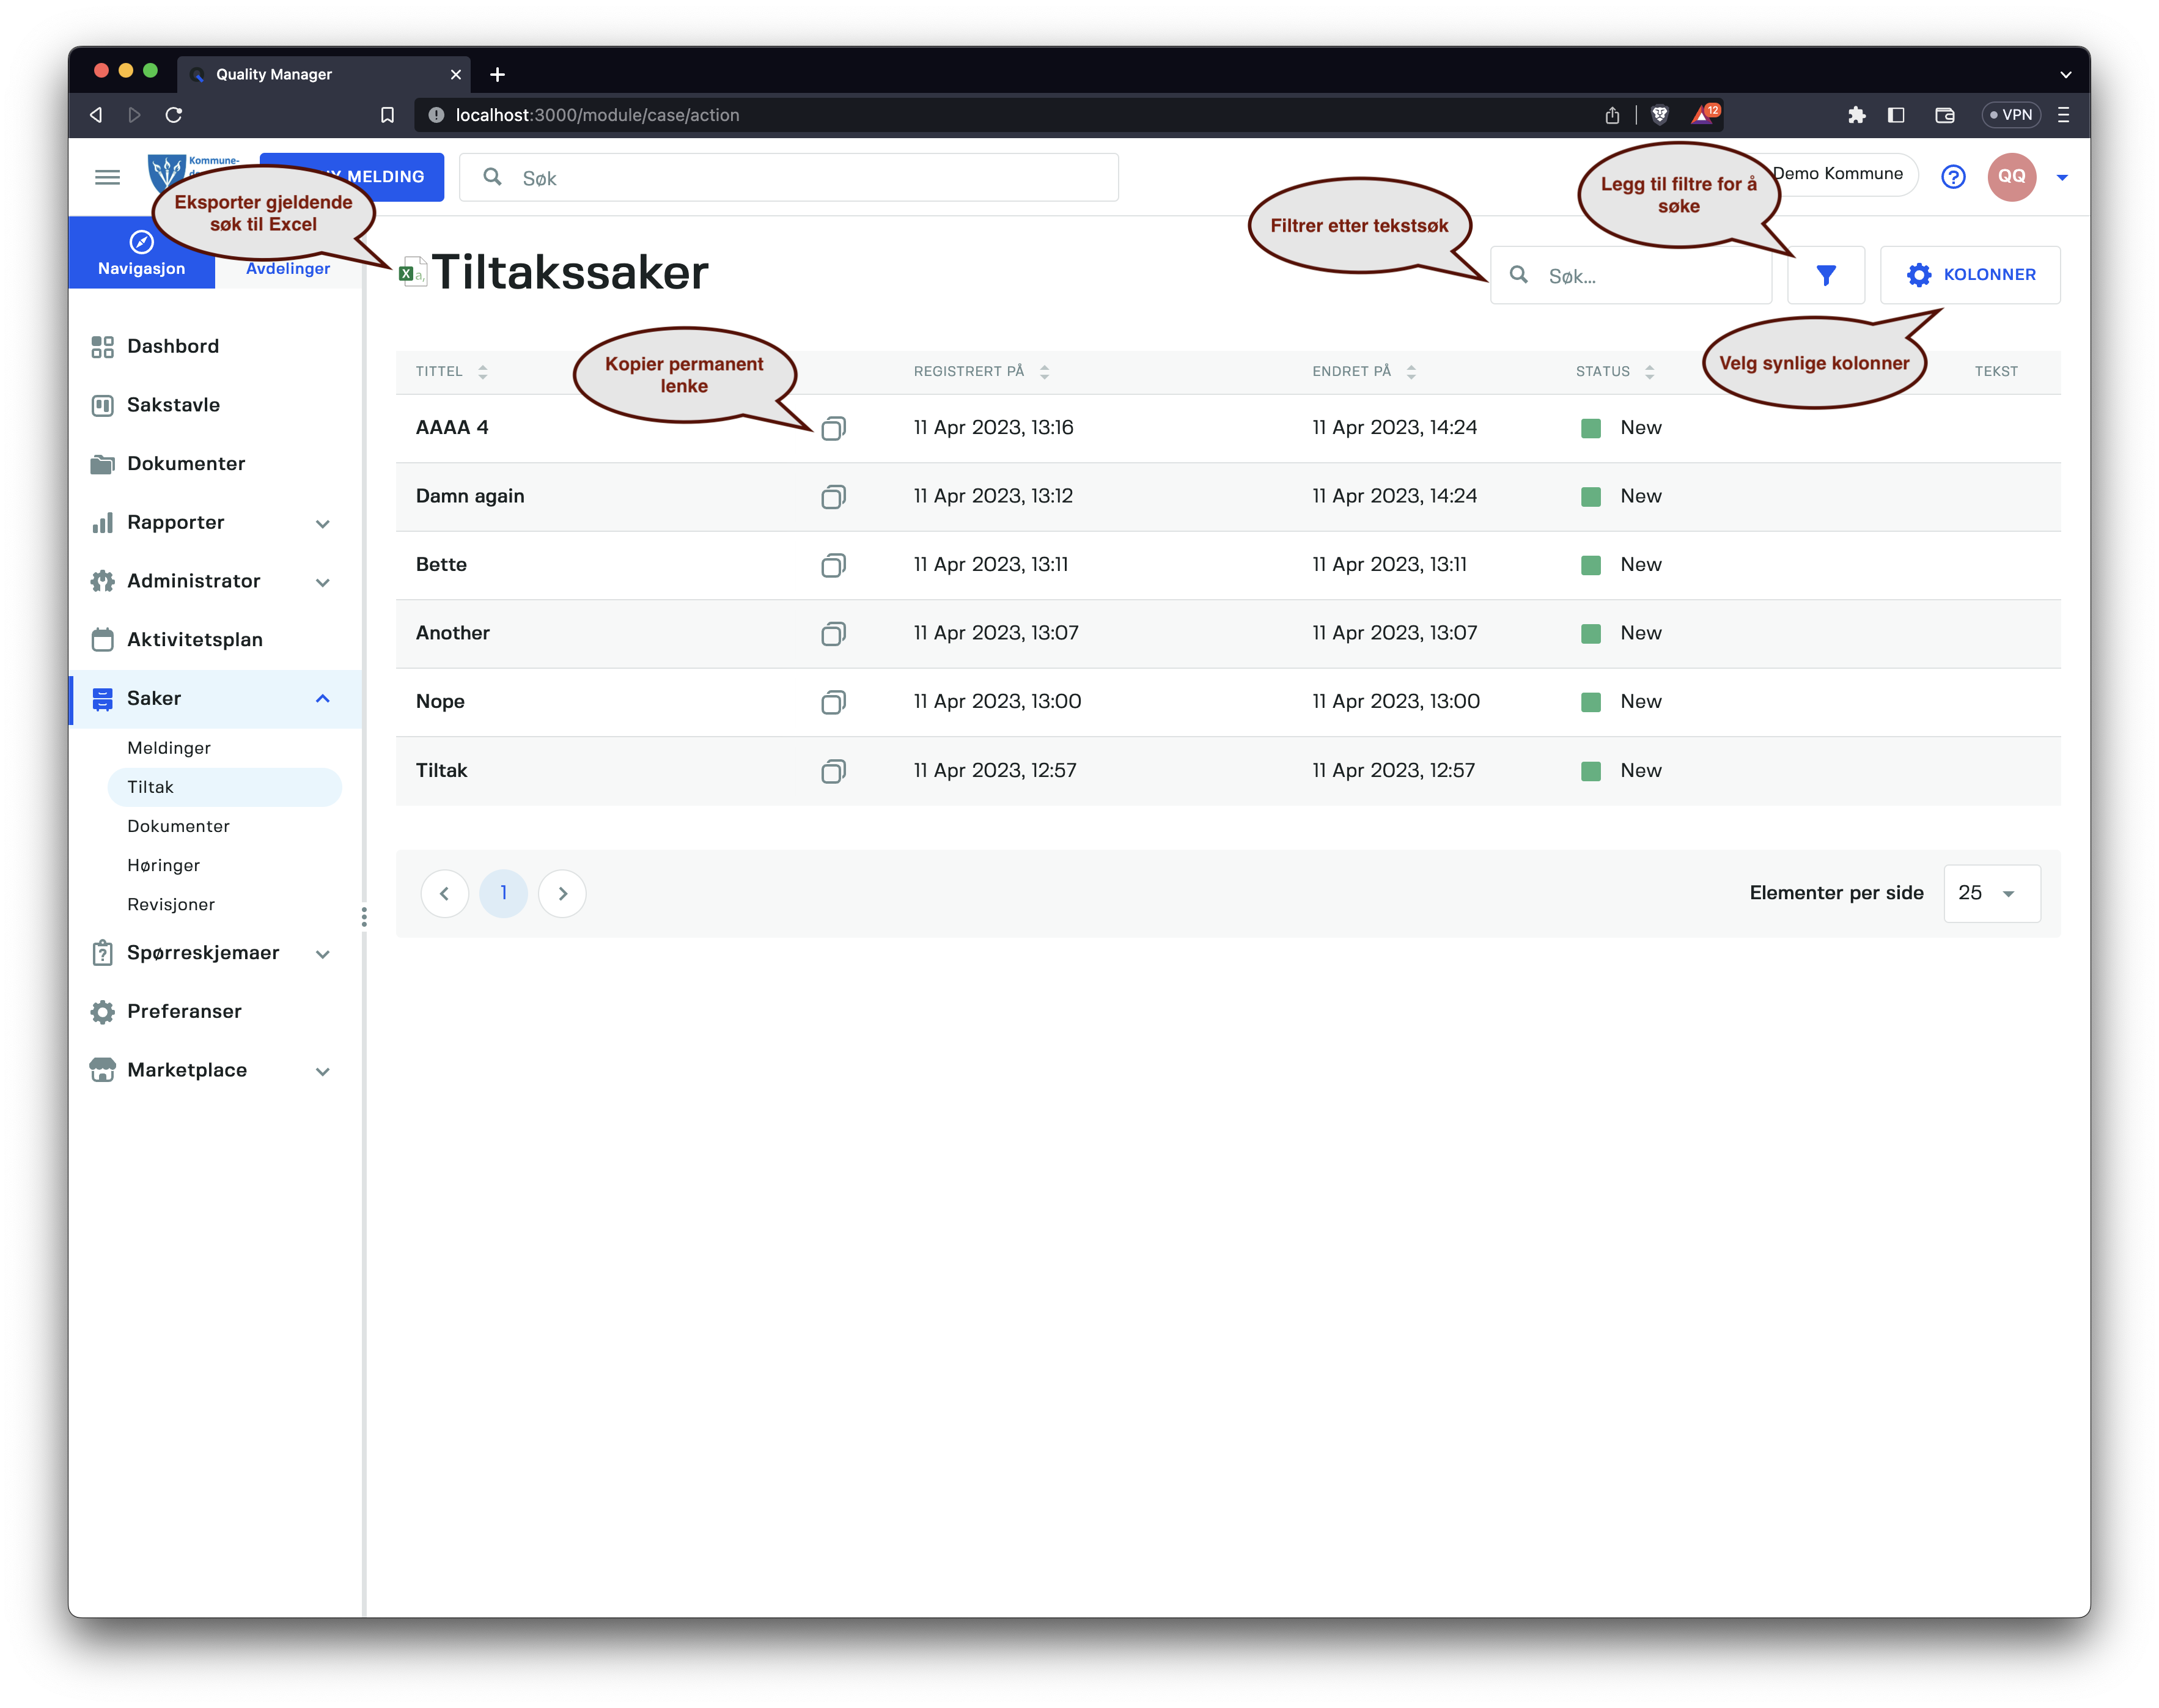 Quality Manager
localhost:3000/module/case/action
12
VPN
Kommune-
MELDING
Søk
Demo Kommune
QQ
Eksporter gjeldende
søk til Excel
Filtrer etter tekstsøk
Legg til filtre for å
søke
Navigasjon
Avdelinger
Tiltakssaker
Søk...
KOLONNER
Velg synlige kolonner
Kopier permanent
lenke
Dashbord
Sakstavle
Dokumenter
Rapporter
Administrator
Aktivitetsplan
Saker
Meldinger
Tiltak
Dokumenter
Høringer
Revisjoner
Spørreskjemaer
Preferanser
Marketplace
TITTEL REGISTRERT PÅ ENDRET PÅ STATUS TEKST
AAAA 4 11 Apr 2023, 13:16 11 Apr 2023, 14:24 New
Damn again 11 Apr 2023, 13:12 11 Apr 2023, 14:24 New
Bette 11 Apr 2023, 13:11 11 Apr 2023, 13:11 New
Another 11 Apr 2023, 13:07 11 Apr 2023, 13:07 New
Nope 11 Apr 2023, 13:00 11 Apr 2023, 13:00 New
Tiltak 11 Apr 2023, 12:57 11 Apr 2023, 12:57 New
1
Elementer per side 25